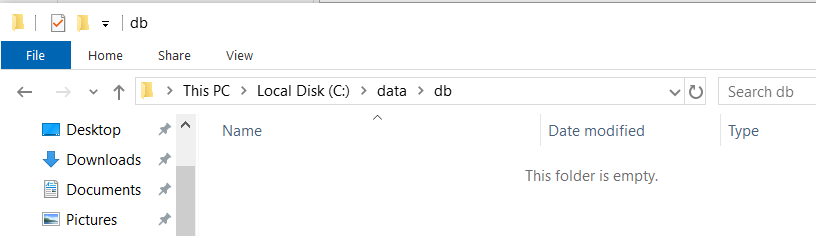 db
File Home Share View
This PC Local Disk (C:) data db Search db
Desktop
Downloads
Documents
Pictures
Name Date modified Type
This folder is empty.